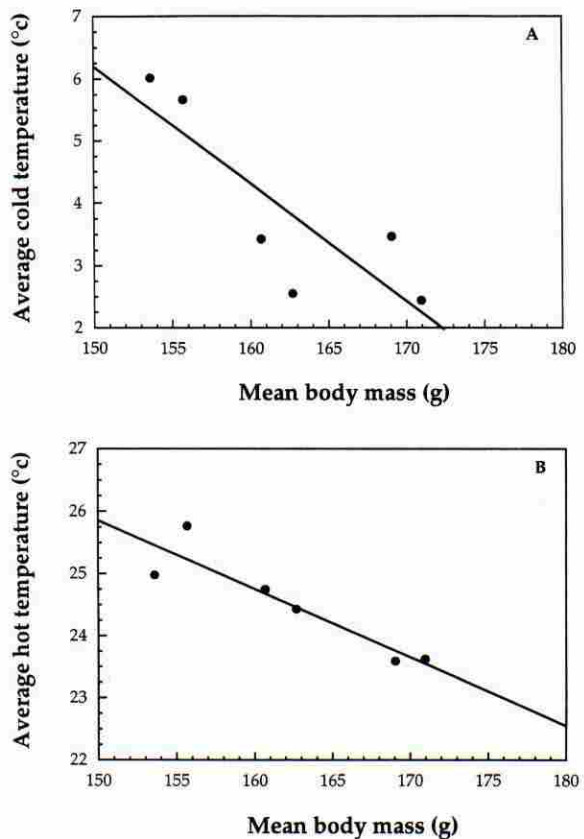 7
A
6
5
4
3
2
Average cold temperature (°c)
150 155 160 165 170 175 180
Mean body mass (g)
27
B
26
25
24
23
22
Average hot temperature (°c)
150 155 160 165 170 175 180
Mean body mass (g)